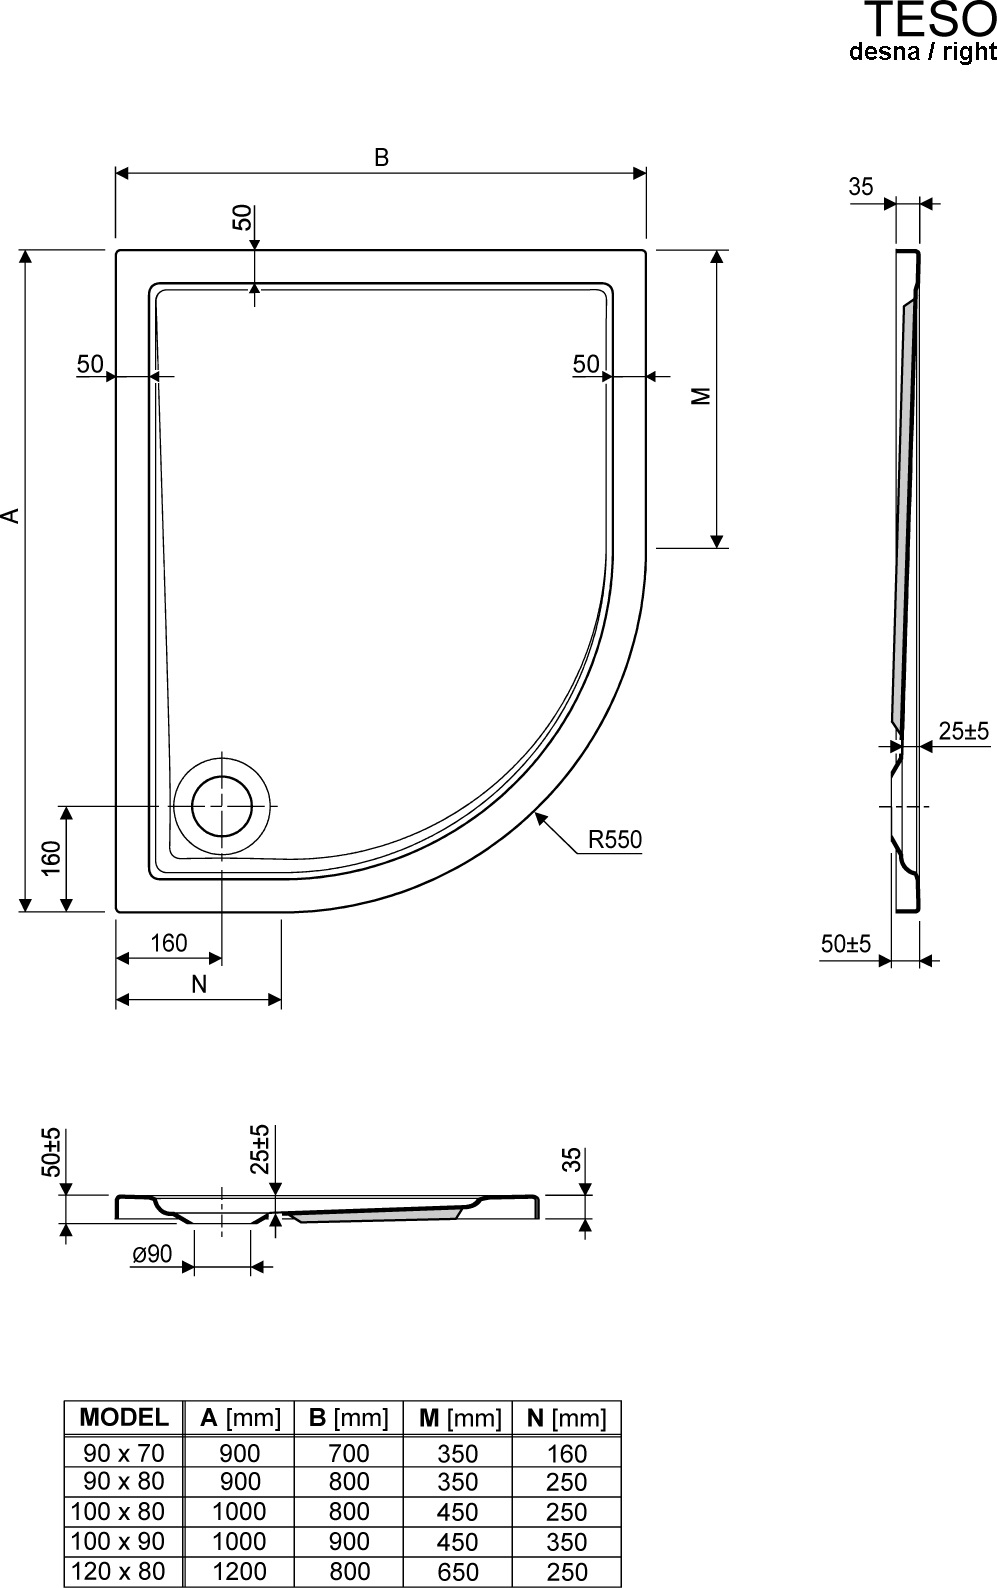 TESO
desna / right
B
35
50
50
50
M
A
25±5
R550
160
160
50±5
N
50±5
25±5
35
ø90
MODEL A [mm] B [mm] M [mm] N [mm]
90 x 70 900 700 350 160
90 x 80 900 800 350 250
100 x 80 1000 800 450 250
100 x 90 1000 900 450 350
120 x 80 1200 800 650 250